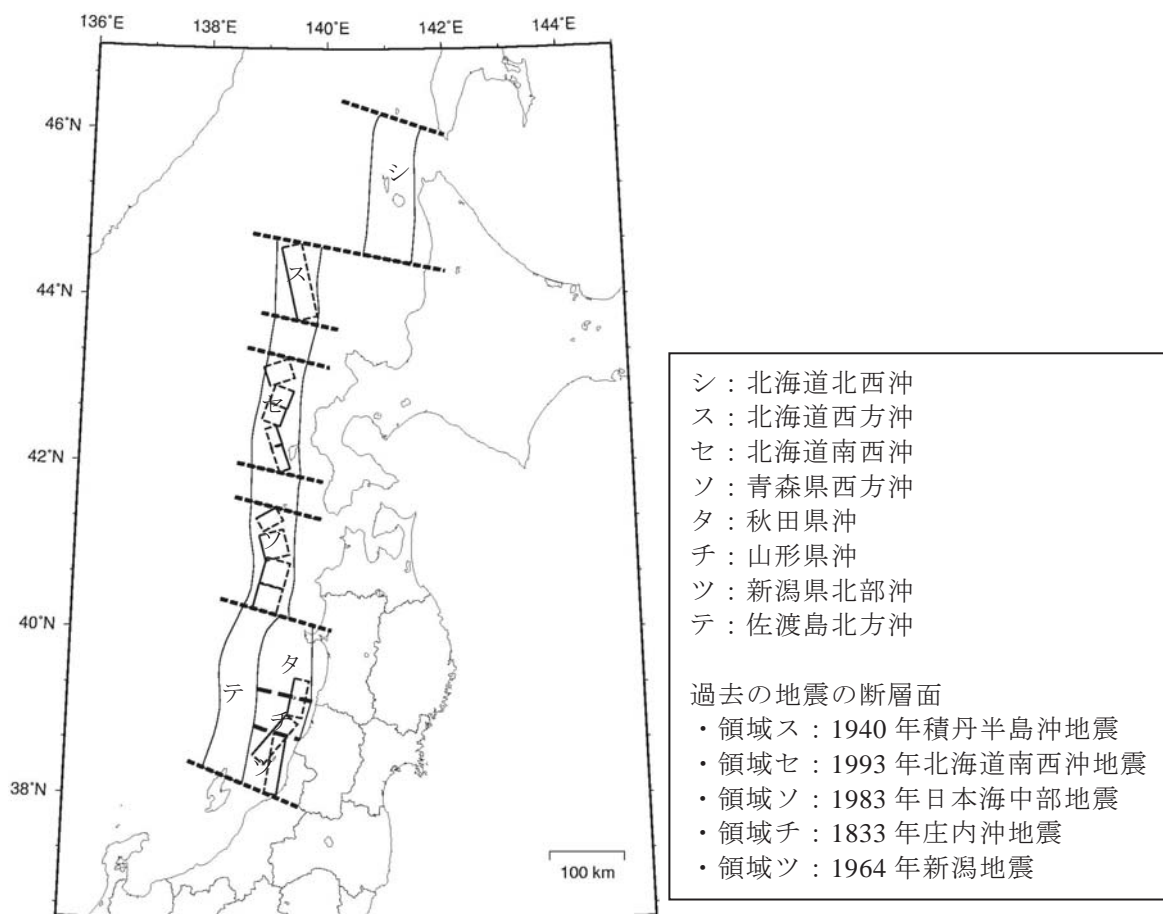 136°E
138°E
140°E
142°E
144°E
46°N
44°N
42°N
40°N
38°N
シ
ス
セ
ソ
タ
テ
チ
ツ
100 km
シ：北海道北西沖
ス：北海道西方沖
セ：北海道南西沖
ソ：青森県西方沖
タ：秋田県沖
チ：山形県沖
ツ：新潟県北部沖
テ：佐渡島北方沖
過去の地震の断層面
・領域ス：1940 年積丹半島沖地震
・領域セ：1993 年北海道南西沖地震
・領域ソ：1983 年日本海中部地震
・領域チ：1833 年庄内沖地震
・領域ツ：1964 年新潟地震